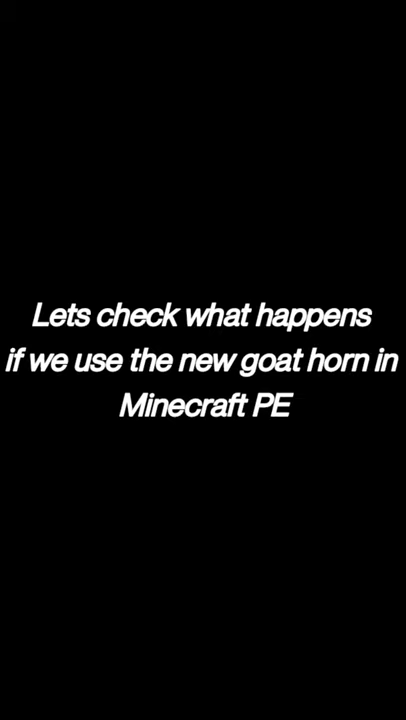 Lets check what happens
if we use the new goat horn in
Minecraft PE